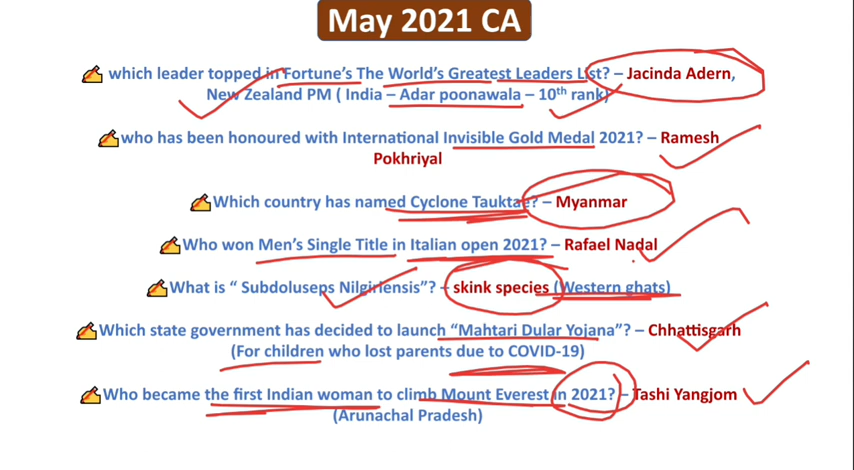 May 2021 CA
which leader topped in Fortune's The World's Greatest Leaders List? – Jacinda Adern,
New Zealand PM ( India – Adar poonawala – 10th rank)
who has been honoured with International Invisible Gold Medal 2021? – Ramesh
Pokhriyal
Which country has named Cyclone Tauktae? – Myanmar
Who won Men's Single Title in Italian open 2021? – Rafael Nadal
What is " Subdoluseps Nilgiriensis"? – skink species (Western ghats)
Which state government has decided to launch "Mahtari Dular Yojana"? – Chhattisgarh
(For children who lost parents due to COVID-19)
Who became the first Indian woman to climb Mount Everest in 2021? – Tashi Yangjom
(Arunachal Pradesh)